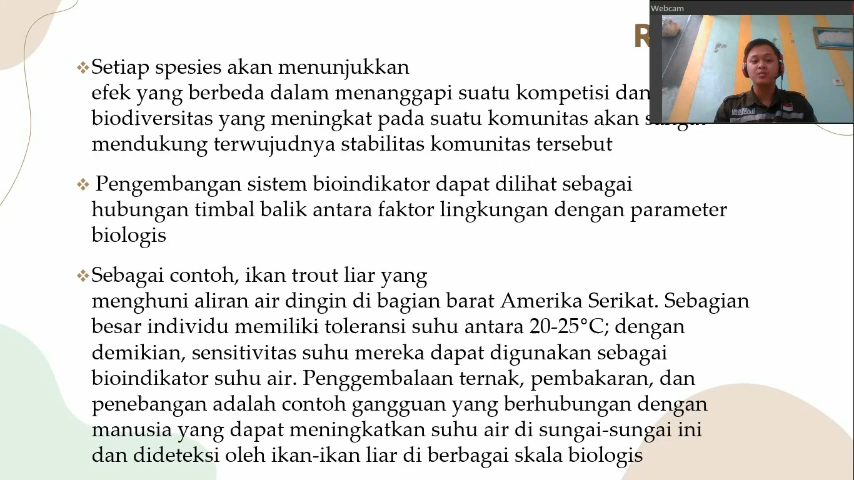 Webcam
R
Setiap spesies akan menunjukkan
efek yang berbeda dalam menanggapi suatu kompetisi dan
biodiversitas yang meningkat pada suatu komunitas akan
mendukung terwujudnya stabilitas komunitas tersebut
Pengembangan sistem bioindikator dapat dilihat sebagai
hubungan timbal balik antara faktor lingkungan dengan parameter
biologis
Sebagai contoh, ikan trout liar yang
menghuni aliran air dingin di bagian barat Amerika Serikat. Sebagian
besar individu memiliki toleransi suhu antara 20-25°C; dengan
demikian, sensitivitas suhu mereka dapat digunakan sebagai
bioindikator suhu air. Penggembalaan ternak, pembakaran, dan
penebangan adalah contoh gangguan yang berhubungan dengan
manusia yang dapat meningkatkan suhu air di sungai-sungai ini
dan dideteksi oleh ikan-ikan liar di berbagai skala biologis